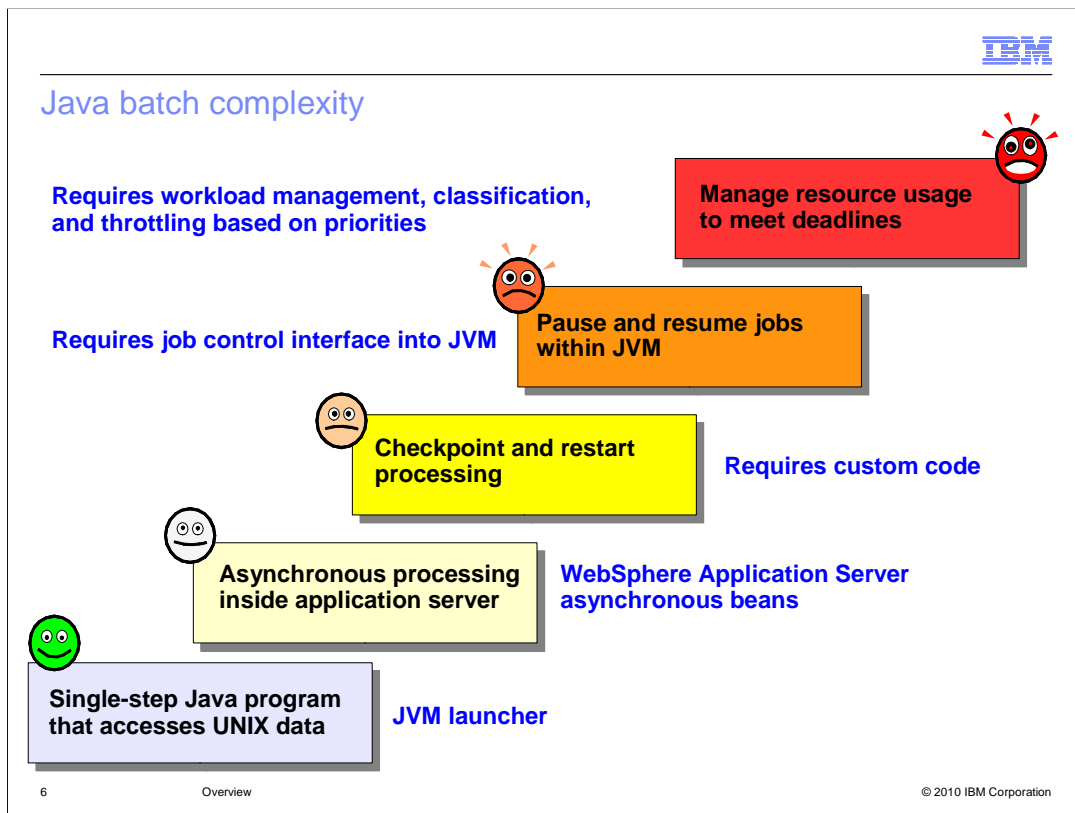 IBM
Java batch complexity
Requires workload management, classification,
and throttling based on priorities
Manage resource usage
to meet deadlines
Requires job control interface into JVM
Pause and resume jobs
within JVM
Checkpoint and restart
processing
Requires custom code
Asynchronous processing
inside application server
WebSphere Application Server
asynchronous beans
Single-step Java program
that accesses UNIX data
JVM launcher
6
Overview
© 2010 IBM Corporation